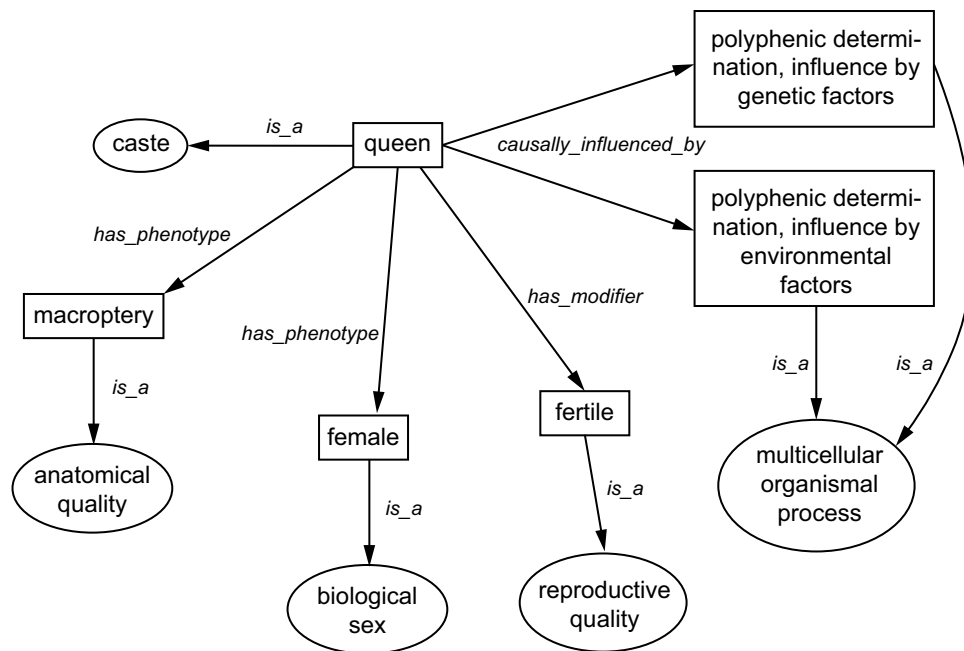 polyphenic determi-
nation, influence by
genetic factors
is_a
caste
queen
causally_influenced_by
polyphenic determi-
nation, influence by
environmental
factors
has_phenotype
has_modifier
macroptery
has_phenotype
is_a
is_a
is_a
fertile
female
anatomical
quality
multicellular
organismal
process
is_a
is_a
biological
sex
reproductive
quality